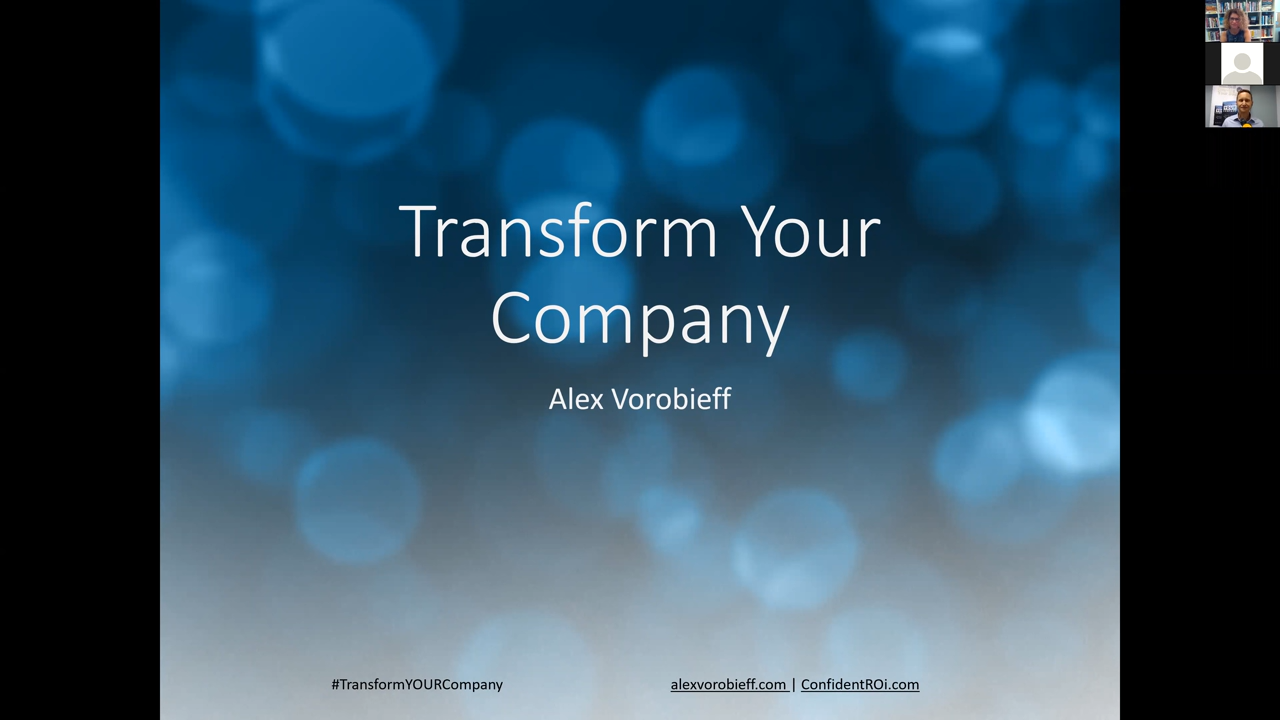 Transform Your
Company
Alex Vorobieff
#TransformYOURCompany
alexvorobieff.com | ConfidentROi.com